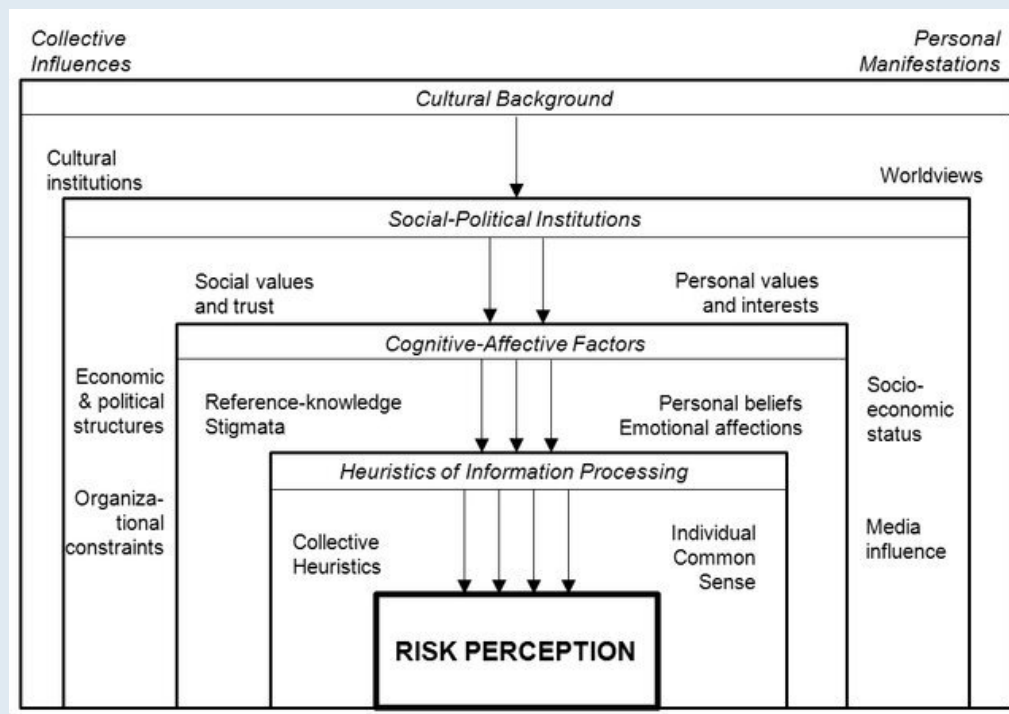 Collective
Influences
Personal
Manifestations
Cultural Background
Cultural
institutions
Worldviews
Social-Political Institutions
Social values
and trust
Personal values
and interests
Cognitive-Affective Factors
Economic
& political
structures
Reference-knowledge
Stigmata
Personal beliefs
Emotional affections
Socio-
economic
status
Heuristics of Information Processing
Organiza-
tional
constraints
Collective
Heuristics
Individual
Common
Sense
Media
influence
RISK PERCEPTION